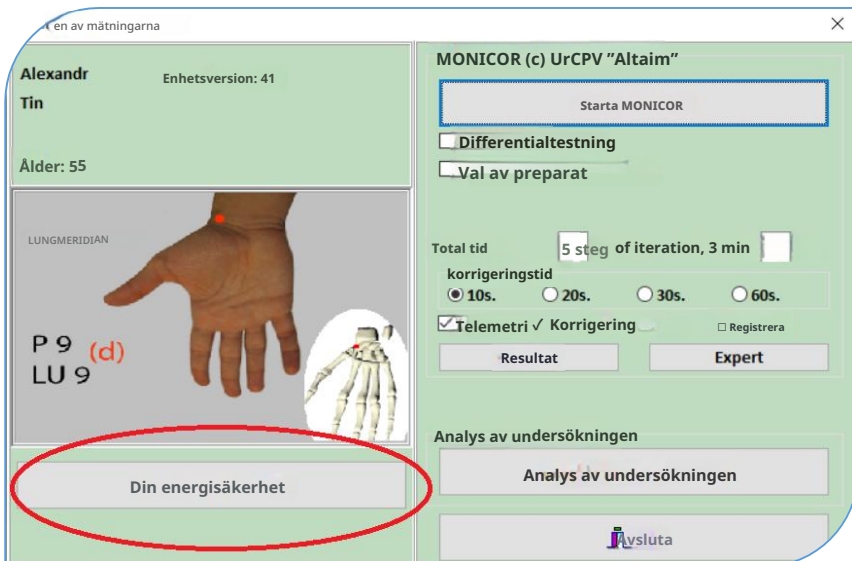 en av mätningarna
Alexandr
Tin
Enhetsversion: 41
Ålder: 55
LUNGMERIDIAN
P 9 (d)
LU 9
Din energisäkerhet
MONICOR (c) UrCPV ”Altaim”
Starta MONICOR
Differentialtestning
Val av preparat
Total tid 5 steg of iteration, 3 min
korrigeringstid
10s. 20s. 30s. 60s.
Telemetri ✓ Korrigering □ Registrera
Resultat Expert
Analys av undersökningen
Analys av undersökningen
Avsluta